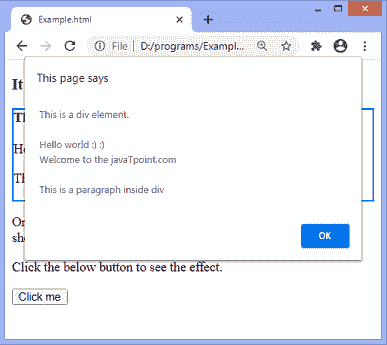 Example.html
File | D:/programs/Exampl...
It
This page says
Th
This is a div element.
He
Hello world :) :)
Welcome to the javaTpoint.com
Th
This is a paragraph inside div
OK
On
sho
Click the below button to see the effect.
Click me